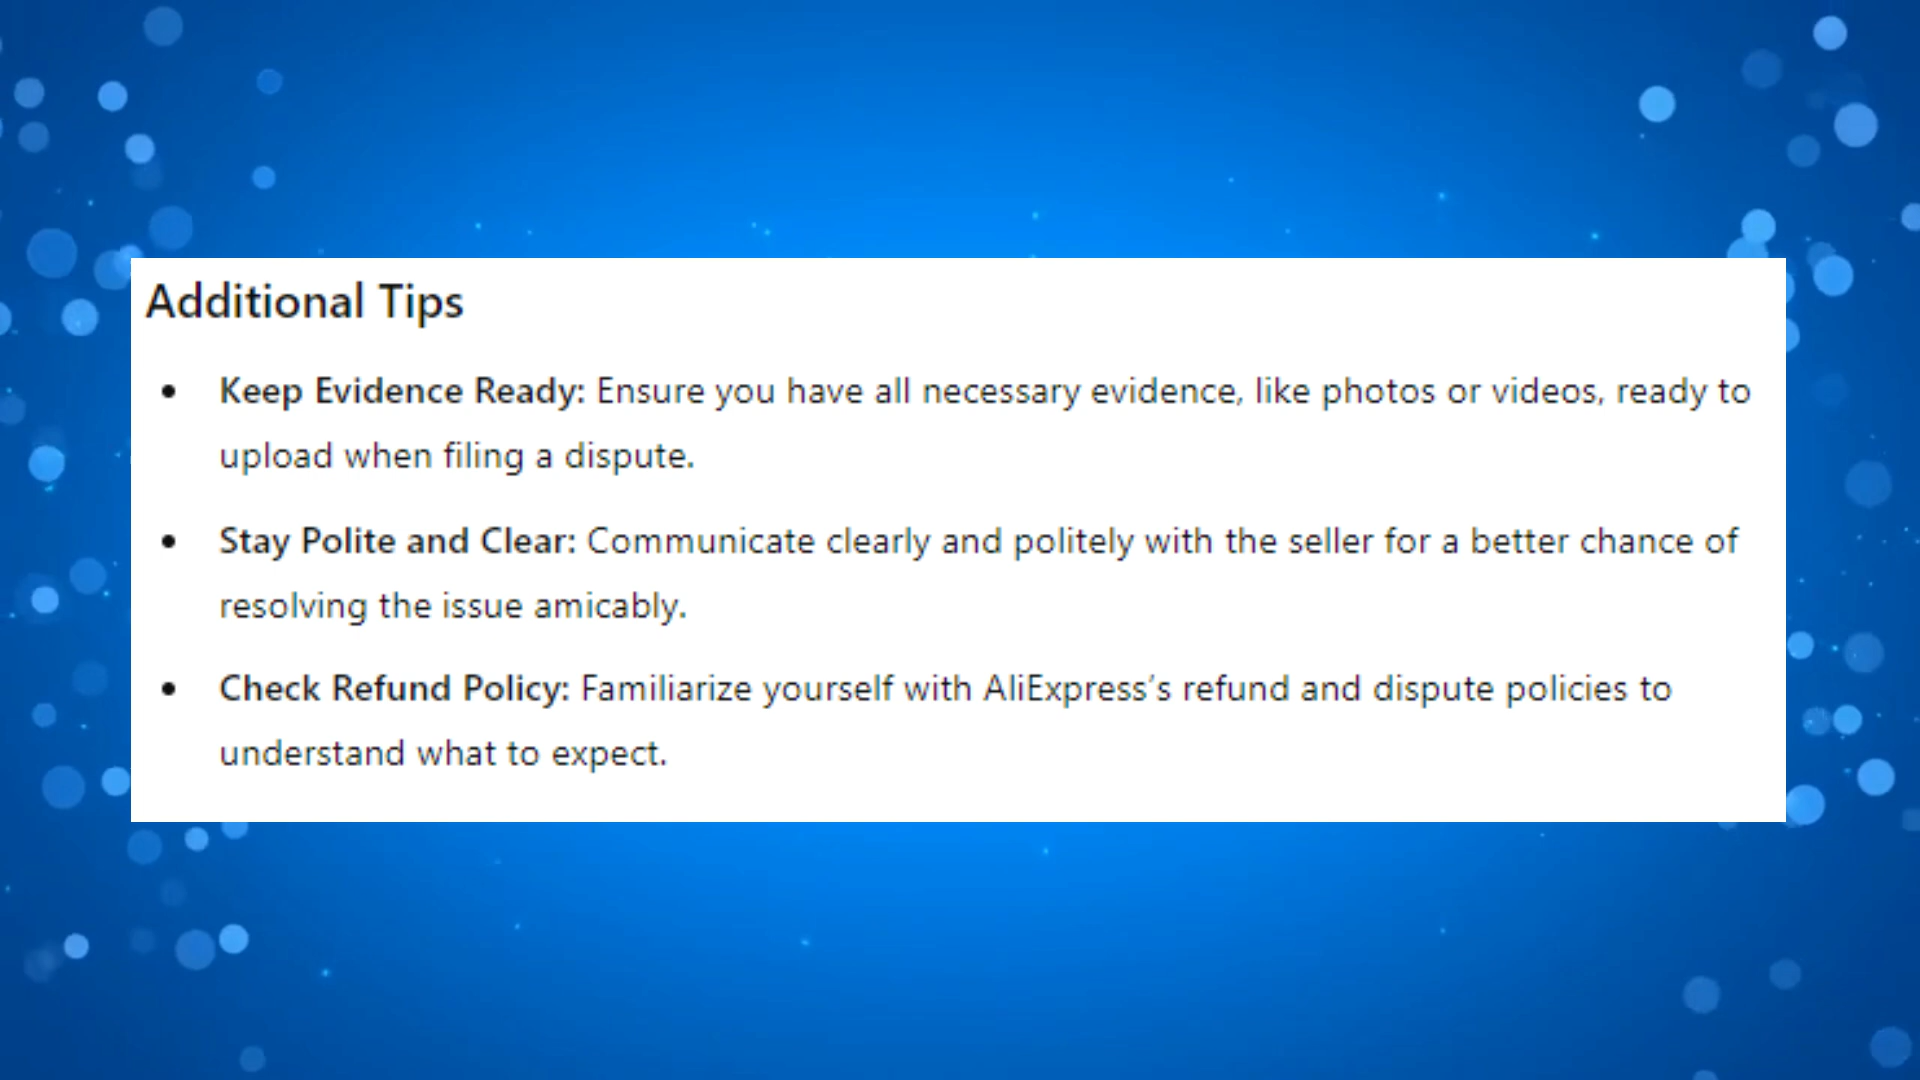 Additional Tips
• Keep Evidence Ready: Ensure you have all necessary evidence, like photos or videos, ready to
upload when filing a dispute.
• Stay Polite and Clear: Communicate clearly and politely with the seller for a better chance of
resolving the issue amicably.
• Check Refund Policy: Familiarize yourself with AliExpress’s refund and dispute policies to
understand what to expect.